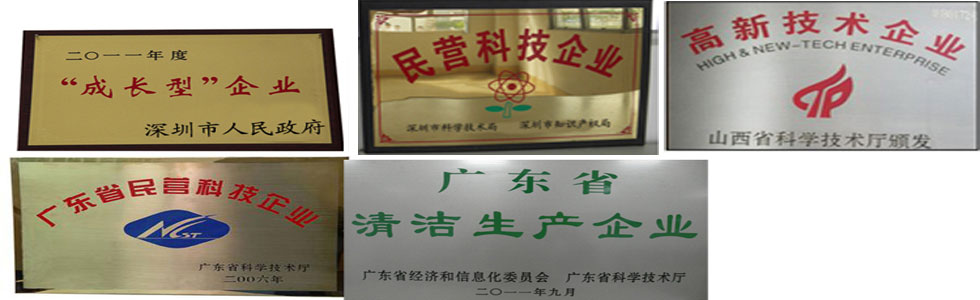 二〇一一年度
“成长型”企业
深圳市人民政府
民营科技企业
深圳市科学技术局 深圳市知识产权局
高新技术企业
HIGH & NEW-TECH ENTERPRISE
山西省科学技术厅颁发
广东省民营科技企业
NCST
广东省科学技术厅
二00六年
广东省
清洁生产企业
广东省经济和信息化委员会 广东省科学技术厅
二〇一一年九月